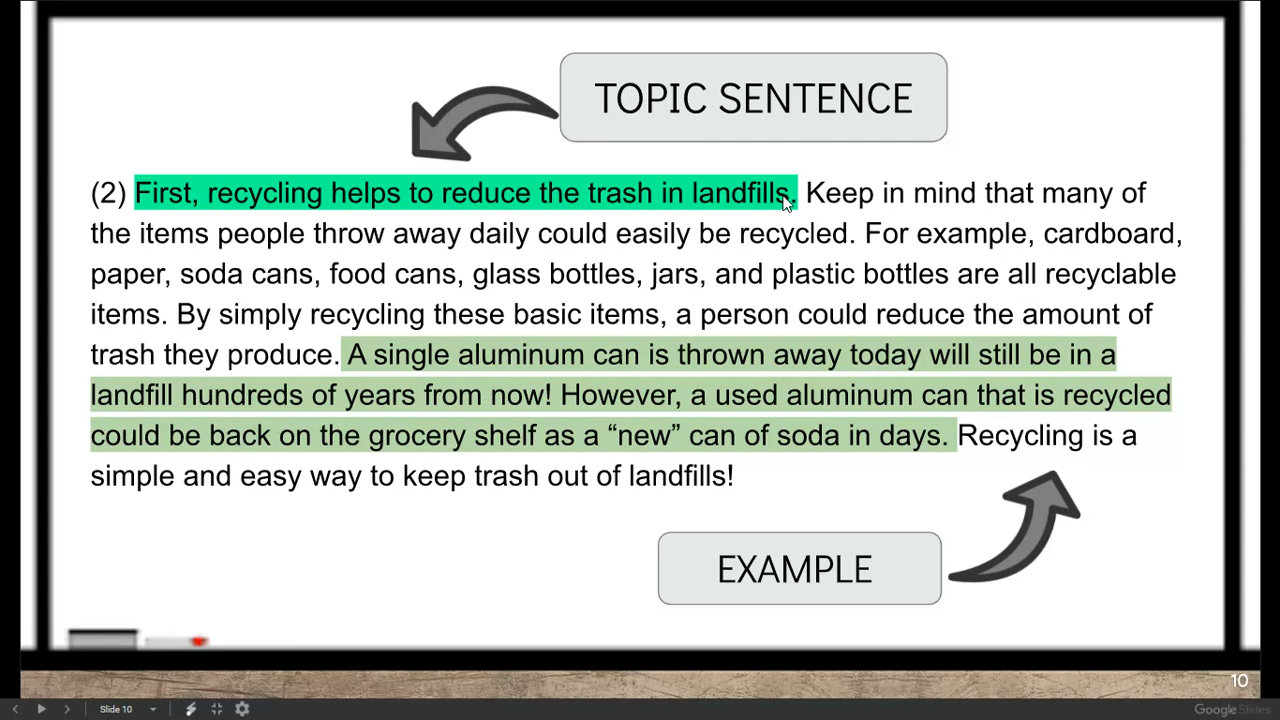 TOPIC SENTENCE
(2) First, recycling helps to reduce the trash in landfills. Keep in mind that many of
the items people throw away daily could easily be recycled. For example, cardboard,
paper, soda cans, food cans, glass bottles, jars, and plastic bottles are all recyclable
items. By simply recycling these basic items, a person could reduce the amount of
trash they produce. A single aluminum can is thrown away today will still be in a
landfill hundreds of years from now! However, a used aluminum can that is recycled
could be back on the grocery shelf as a “new” can of soda in days. Recycling is a
simple and easy way to keep trash out of landfills!
EXAMPLE
10
Slide 10
Google Slides